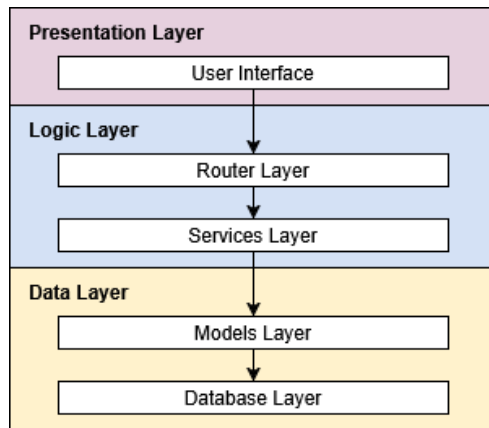 Presentation Layer
User Interface
Logic Layer
Router Layer
Services Layer
Data Layer
Models Layer
Database Layer